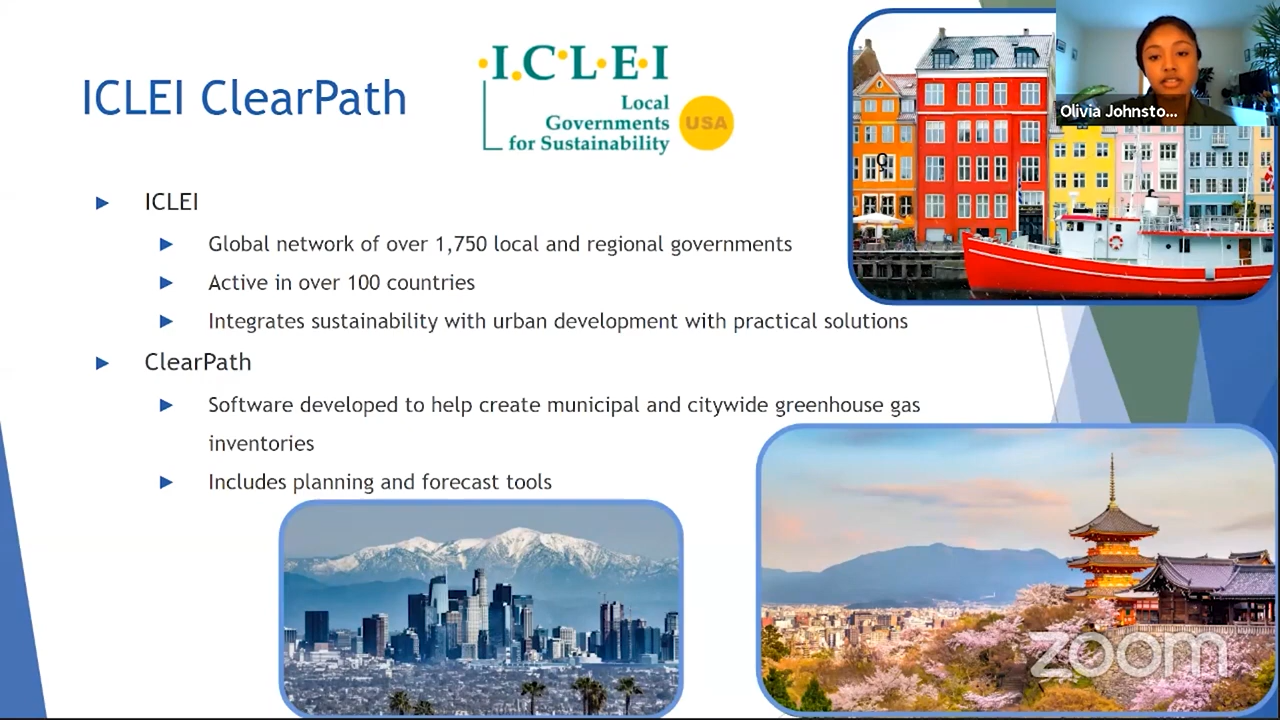 ICLEI ClearPath
I.C.L.E.I
Local
Governments
for Sustainability
USA
Olivia Johnsto...
ICLEI
Global network of over 1,750 local and regional governments
Active in over 100 countries
Integrates sustainability with urban development with practical solutions
ClearPath
Software developed to help create municipal and citywide greenhouse gas
inventories
Includes planning and forecast tools
zoom